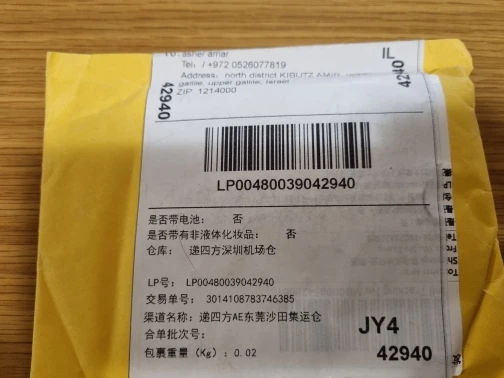 TO: asher amar
Tel: / +972 0526077819
Address: north district KIBUTZ AMIR
galilee, upper galilee, Israel
ZIP: 1214000
IL
42940
42940
LP00480039042940
是否带电池: 否
是否带有非液体化妆品: 否
仓库: 递四方深圳机场仓
LP号: LP00480039042940
交易单号: 3014108783746385
渠道名称: 递四方AE东莞沙田集运仓
合单批次号:
包裹重量 (Kg): 0.02
JY4
42940